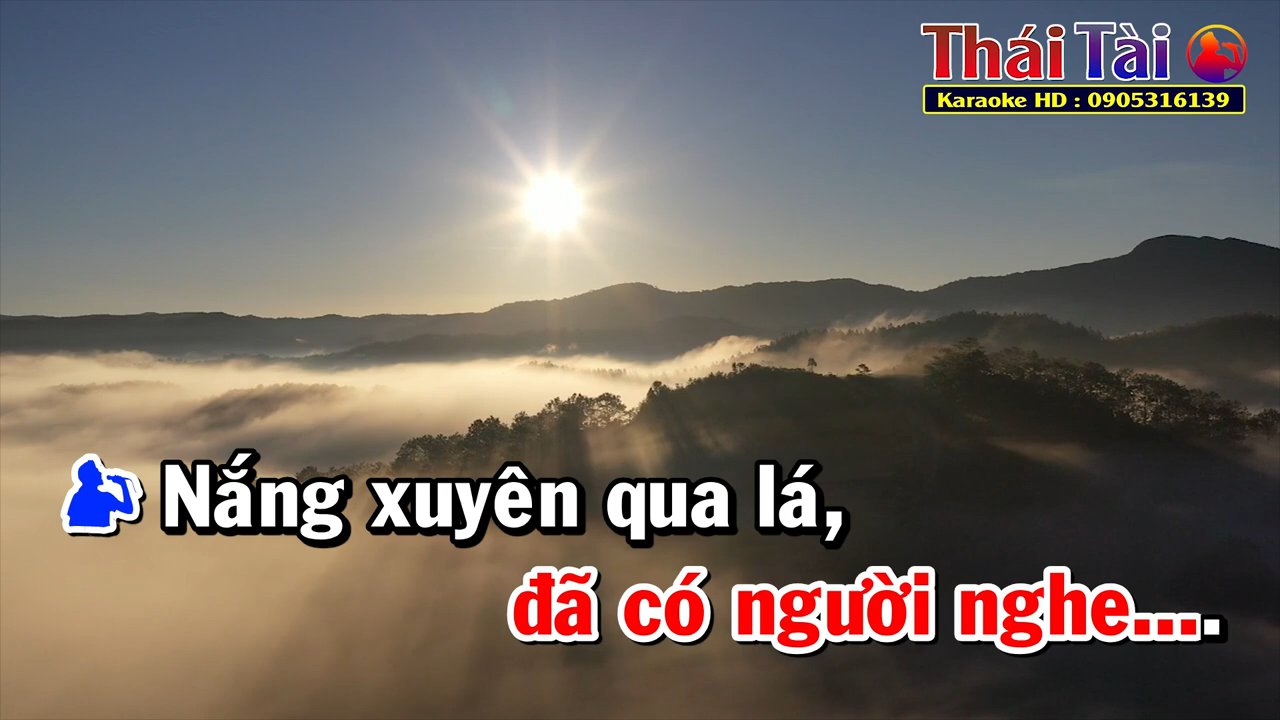 Thái Tài
Karaoke HD : 0905316139
Nắng xuyên qua lá,
đã có người nghe....